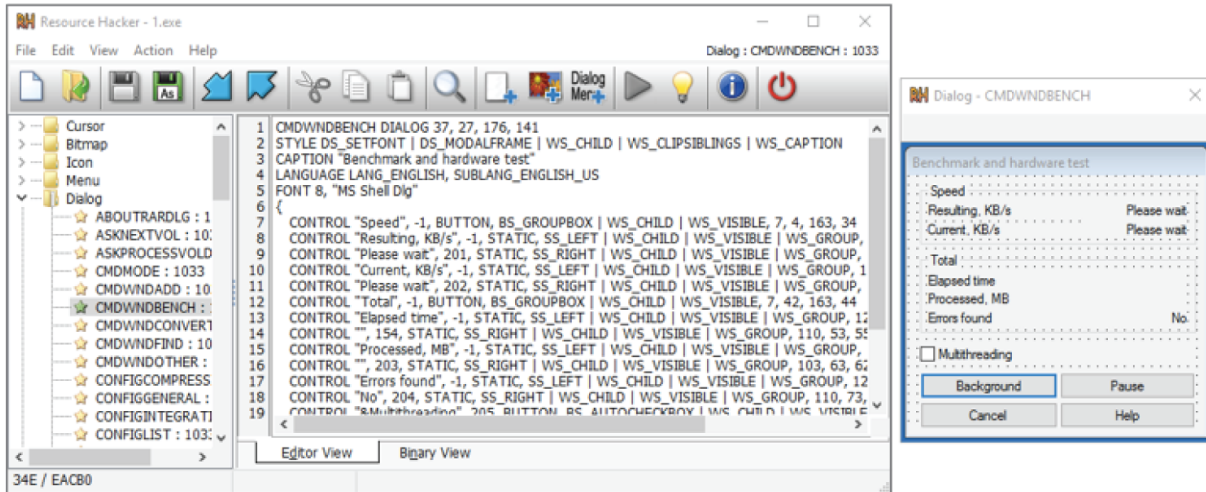 Resource Hacker - 1.exe
File Edit View Action Help
Dialog : CMDWNDBENCH : 1033
As
Dialog
Men
Cursor
Bitmap
Icon
Menu
Dialog
ABOUTRARDLG : 1
ASKNEXTVOL : 10
ASKPROCESSVOLD
CMDMODE : 1033
CMDWNDADD : 10
CMDWNDBENCH :
CMDWNDCONVERT
CMDWNDFIND : 10
CMDWNDOTHER :
CONFIGCOMPRESS
CONFIGGENERAL :
CONFIGINTEGRATI
CONFIGLIST : 103
1 CMDWNDBENCH DIALOG 37, 27, 176, 141
2 STYLE DS_SETFONT | DS_MODALFRAME | WS_CHILD | WS_CLIPSIBLINGS | WS_CAPTION
3 CAPTION "Benchmark and hardware test"
4 LANGUAGE LANG_ENGLISH, SUBLANG_ENGLISH_US
5 FONT 8, "MS Shell Dlg"
6 {
7 CONTROL "Speed", -1, BUTTON, BS_GROUPBOX | WS_CHILD | WS_VISIBLE, 7, 4, 163, 34
8 CONTROL "Resulting, KB/s", -1, STATIC, SS_LEFT | WS_CHILD | WS_VISIBLE | WS_GROUP,
9 CONTROL "Please wait", 201, STATIC, SS_RIGHT | WS_CHILD | WS_VISIBLE | WS_GROUP,
10 CONTROL "Current, KB/s", -1, STATIC, SS_LEFT | WS_CHILD | WS_VISIBLE | WS_GROUP, 1
11 CONTROL "Please wait", 202, STATIC, SS_RIGHT | WS_CHILD | WS_VISIBLE | WS_GROUP,
12 CONTROL "Total", -1, BUTTON, BS_GROUPBOX | WS_CHILD | WS_VISIBLE, 7, 42, 163, 44
13 CONTROL "Elapsed time", -1, STATIC, SS_LEFT | WS_CHILD | WS_VISIBLE | WS_GROUP, 12
14 CONTROL "", 154, STATIC, SS_RIGHT | WS_CHILD | WS_VISIBLE | WS_GROUP, 110, 53, 55
15 CONTROL "Processed, MB", -1, STATIC, SS_LEFT | WS_CHILD | WS_VISIBLE | WS_GROUP,
16 CONTROL "", 203, STATIC, SS_RIGHT | WS_CHILD | WS_VISIBLE | WS_GROUP, 103, 63, 62
17 CONTROL "Errors found", -1, STATIC, SS_LEFT | WS_CHILD | WS_VISIBLE | WS_GROUP, 12
18 CONTROL "No", 204, STATIC, SS_RIGHT | WS_CHILD | WS_VISIBLE | WS_GROUP, 110, 73,
19 CONTROL "&Multithreading", 205, BUTTON, BS_AUTOCHECKBOX | WS_CHILD | WS_VISIBLE
Editor View Binary View
34E / EACB0
Dialog - CMDWNDBENCH
Benchmark and hardware test
Speed
Resulting, KB/s Please wait
Current, KB/s Please wait
Total
Elapsed time
Processed, MB
Errors found No
Multithreading
Background Pause
Cancel Help